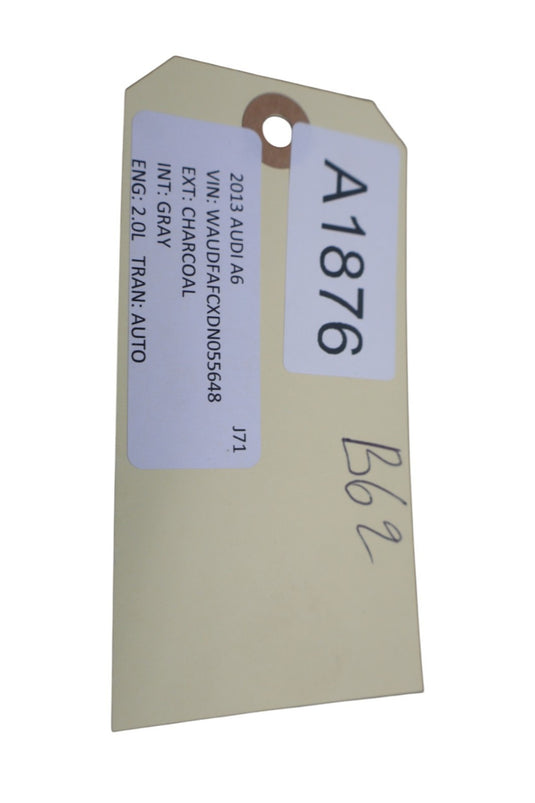 A1876
2013 AUDI A6 J71
VIN: WAUDFAFCXDN055648
EXT: CHARCOAL
INT: GRAY
ENG: 2.0L TRAN: AUTO
B62